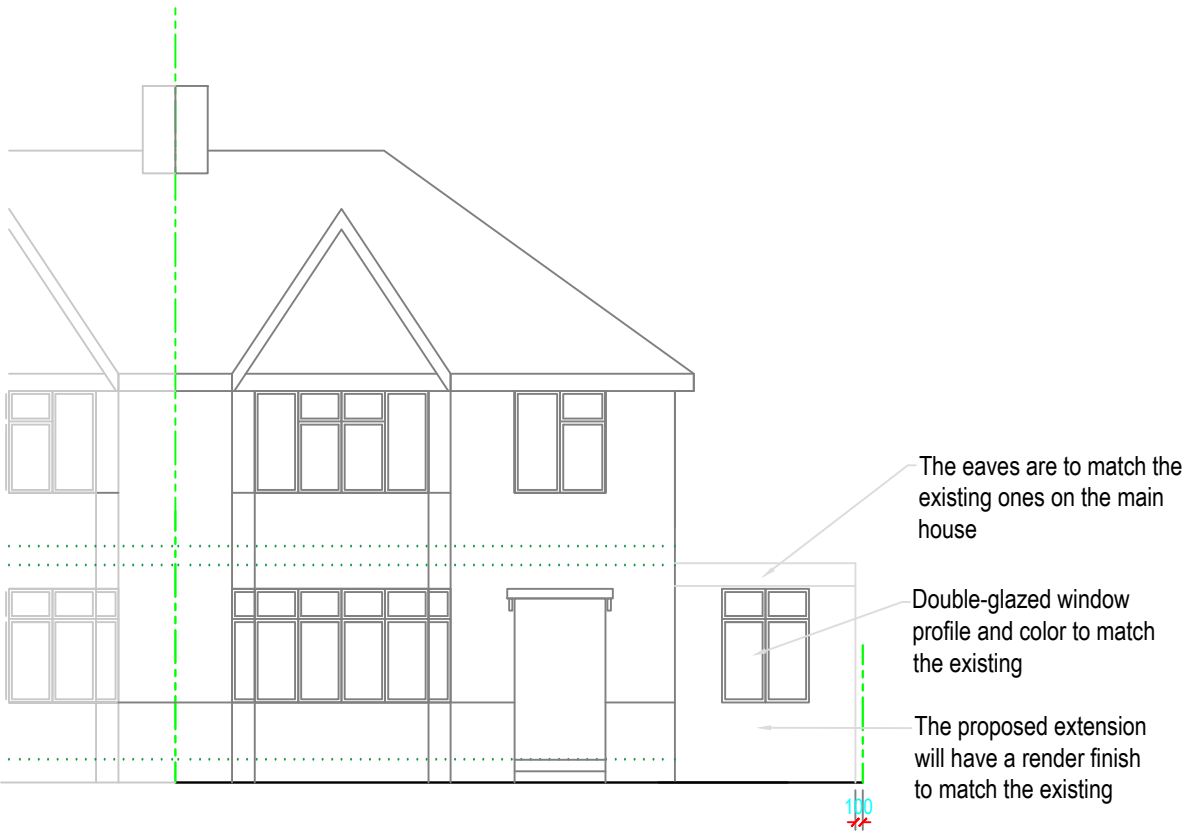 The eaves are to match the
existing ones on the main
house
Double-glazed window
profile and color to match
the existing
The proposed extension
will have a render finish
to match the existing
100